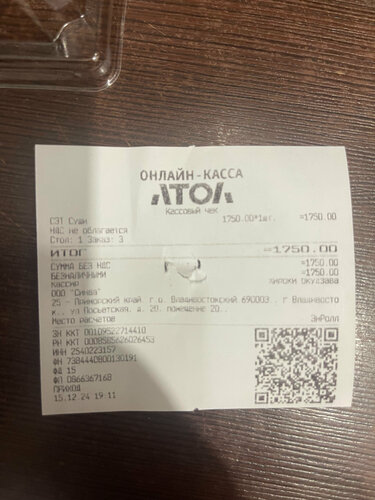 ОНЛАЙН-КАССА
АТОЛ
Кассовый чек
СЭТ Суши 1750.00*1шт. =1750.00
НДС не облагается
Стол: 1 Заказ: 3
ИТОГ =1750.00
СУММА БЕЗ НДС =1750.00
БЕЗНАЛИЧНЫМИ =1750.00
Кассир ХИРОКИ ОКУДЗАВА
ООО
25 - Приморский край, г.о. Владивостокский 690003 , г Владивосто
к,. ул Посьетская, д. 20. помещение 20..
Место расчетов ЭнРолл
ЗН ККТ 00109522714410
РН ККТ 0008565626026453
ИНН 2540223157
ФН 7384440800130191
ФД 15
ФП 0866367168
ПРИХОД
15.12.24 19:11